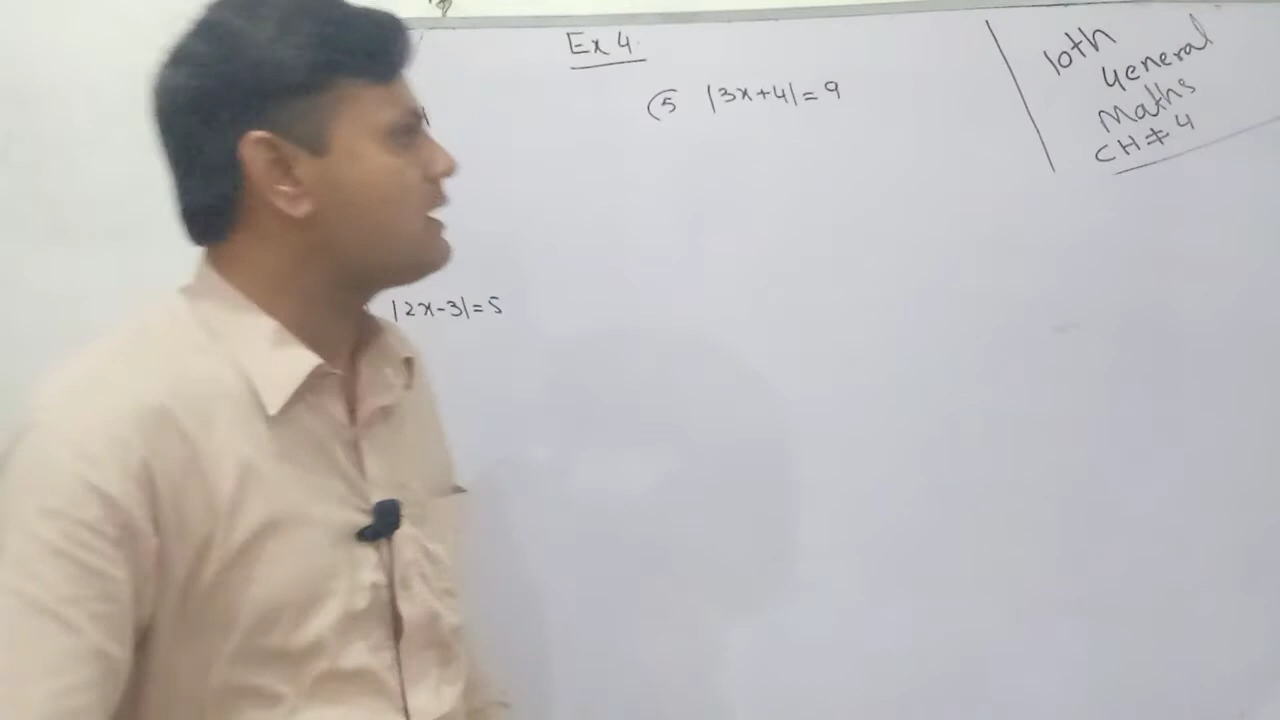 Ex 4.
5 |3x+4|=9
|2x-3|=5
10th
General
Maths
CH # 4